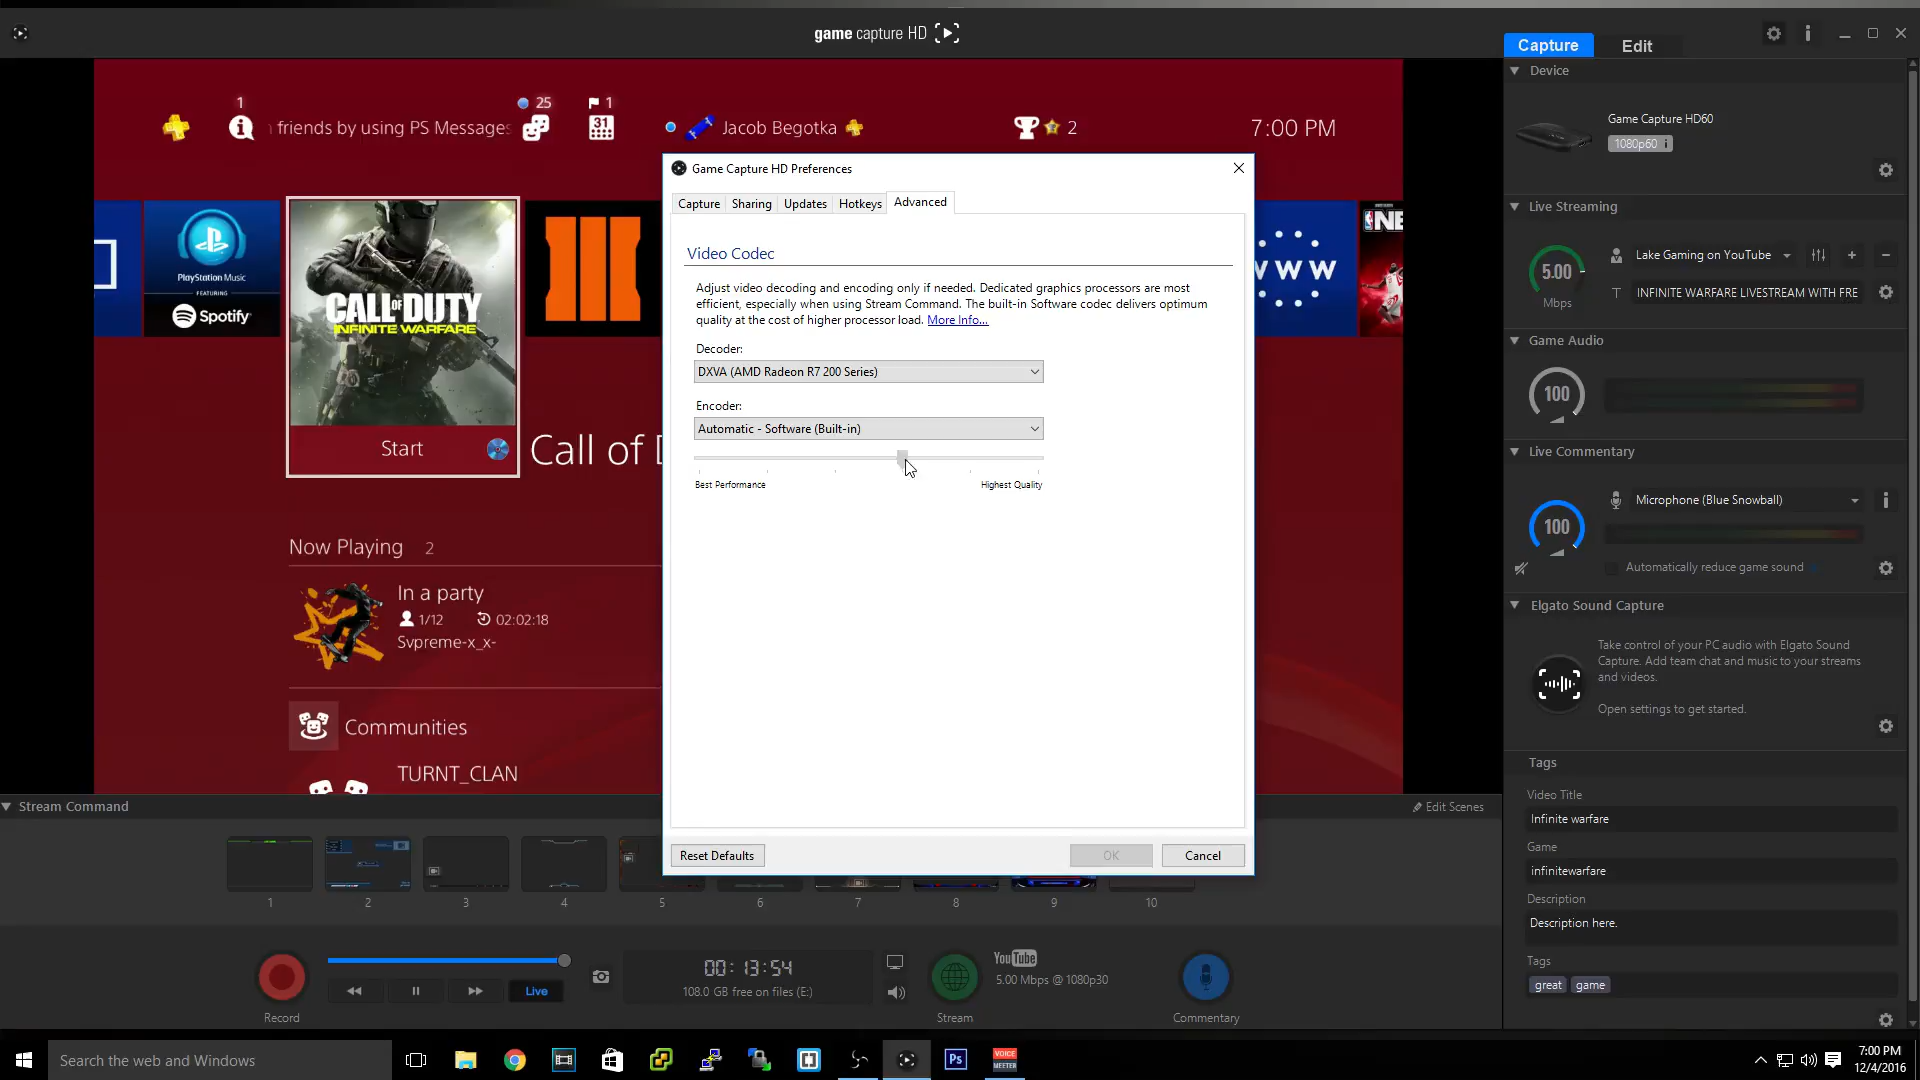 game capture HD
Capture
Edit
1
25
1
friends by using PS Messages
31
Jacob Begotka
2
7:00 PM
PlayStation Music
FEATURING
Spotify
CALL OF DUTY
INFINITE WARFARE
III
Start
Call of
Now Playing 2
In a party
1/12 02:02:18
Svpreme-x_x-
Communities
TURNT_CLAN
WWW
Game Capture HD Preferences
Capture
Sharing
Updates
Hotkeys
Advanced
Video Codec
Adjust video decoding and encoding only if needed. Dedicated graphics processors are most
efficient, especially when using Stream Command. The built-in Software codec delivers optimum
quality at the cost of higher processor load. More Info...
Decoder:
DXVA (AMD Radeon R7 200 Series)
Encoder:
Automatic - Software (Built-in)
Best Performance
Highest Quality
Reset Defaults
OK
Cancel
Device
Game Capture HD60
1080p60 i
Live Streaming
5.00
Mbps
Lake Gaming on YouTube
INFINITE WARFARE LIVESTREAM WITH FRE
Game Audio
100
Live Commentary
Microphone (Blue Snowball)
100
Automatically reduce game sound
Elgato Sound Capture
Take control of your PC audio with Elgato Sound
Capture. Add team chat and music to your streams
and videos.
Open settings to get started.
Tags
Video Title
Infinite warfare
Game
infinitewarfare
Description
Description here.
Tags
great
game
Stream Command
Edit Scenes
1
2
3
4
5
6
7
8
9
10
Record
Live
00:13:54
108.0 GB free on files (E:)
Stream
YouTube
5.00 Mbps @ 1080p30
Commentary
Search the web and Windows
Ps
VOICE
MEETER
7:00 PM
12/4/2016